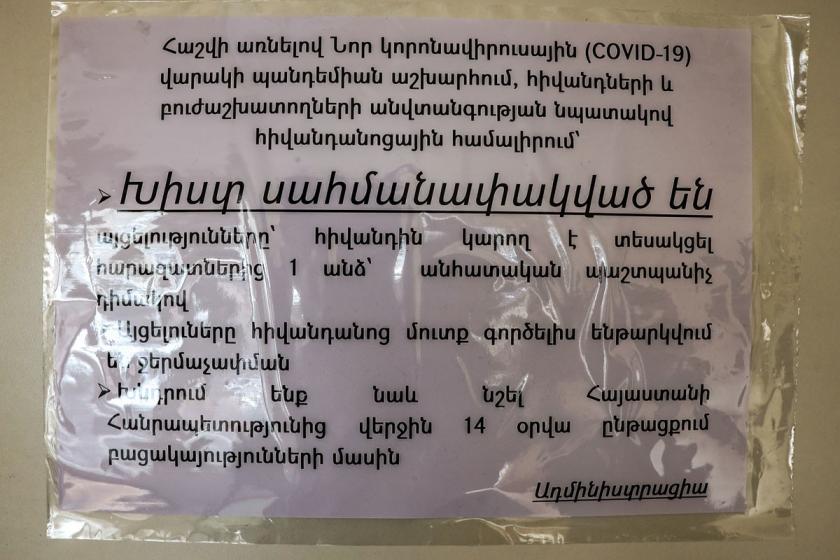 Հաշվի առնելով Նոր կորոնավիրուսային (COVID-19)
վարակի պանդեմիան աշխարհում, հիվանդների և
բուժաշխատողների անվտանգության նպատակով
հիվանդանոցային համալիրում՝
➢ Խիստ սահմանափակված են
այցելությունները՝ հիվանդին կարող է տեսակցել
հարազատներից 1 անձ՝ անհատական պաշտպանիչ
դիմակով
Այցելուները հիվանդանոց մուտք գործելիս ենթարկվում
են ջերմաչափման
➢ Խնդրում ենք նաև նշել Հայաստանի
Հանրապետությունից վերջին 14 օրվա ընթացքում
բացակայությունների մասին
Ադմինիստրացիա